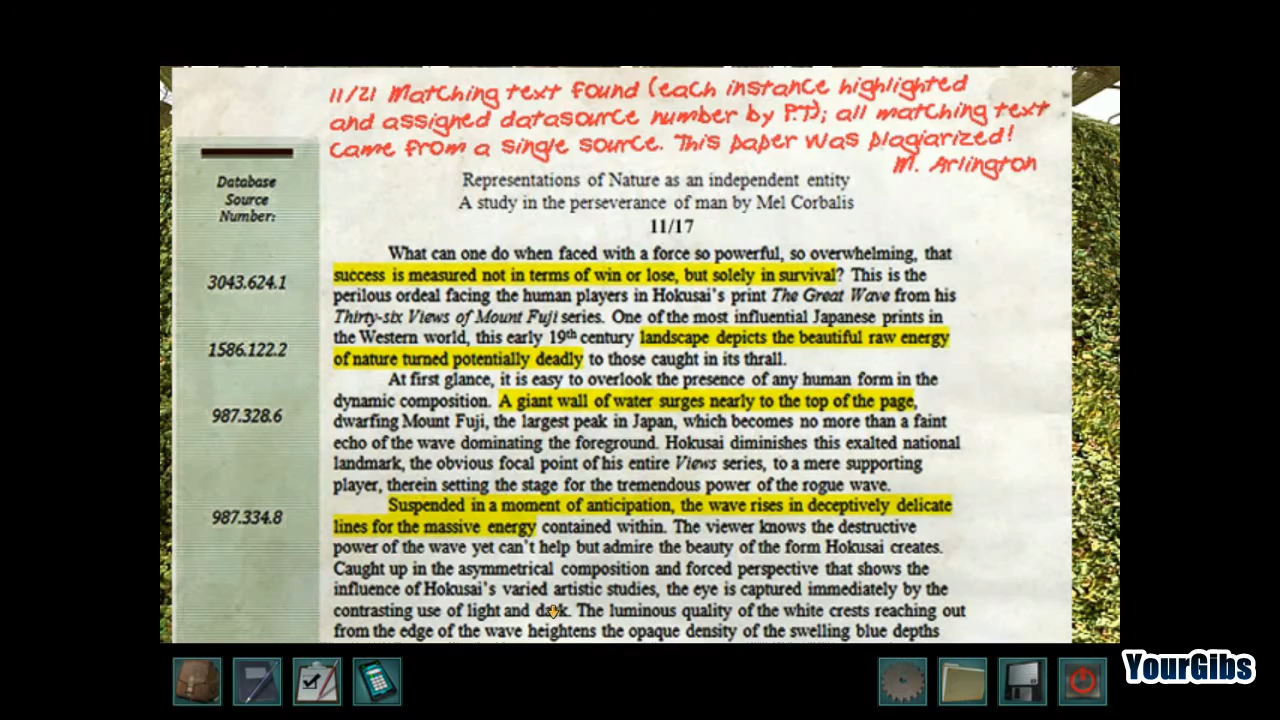 11/21 Matching text found (each instance highlighted
and assigned datasource number by P.T); all matching text
came from a single source. This paper was plagiarized!
M. Arlington
Database
Source
Number:
Representations of Nature as an independent entity
A study in the perseverance of man by Mel Corbalis
11/17
What can one do when faced with a force so powerful, so overwhelming, that
3043.624.1
success is measured not in terms of win or lose, but solely in survival? This is the
perilous ordeal facing the human players in Hokusai's print The Great Wave from his
Thirty-six Views of Mount Fuji series. One of the most influential Japanese prints in
the Western world, this early 19th century landscape depicts the beautiful raw energy
1586.122.2
of nature turned potentially deadly to those caught in its thrall.
At first glance, it is easy to overlook the presence of any human form in the
dynamic composition. A giant wall of water surges nearly to the top of the page,
987.328.6
dwarfing Mount Fuji, the largest peak in Japan, which becomes no more than a faint
echo of the wave dominating the foreground. Hokusai diminishes this exalted national
landmark, the obvious focal point of his entire Views series, to a mere supporting
player, therein setting the stage for the tremendous power of the rogue wave.
Suspended in a moment of anticipation, the wave rises in deceptively delicate
987.334.8
lines for the massive energy contained within. The viewer knows the destructive
power of the wave yet can't help but admire the beauty of the form Hokusai creates.
Caught up in the asymmetrical composition and forced perspective that shows the
influence of Hokusai's varied artistic studies, the eye is captured immediately by the
contrasting use of light and dark. The luminous quality of the white crests reaching out
from the edge of the wave heightens the opaque density of the swelling blue depths
YourGibs